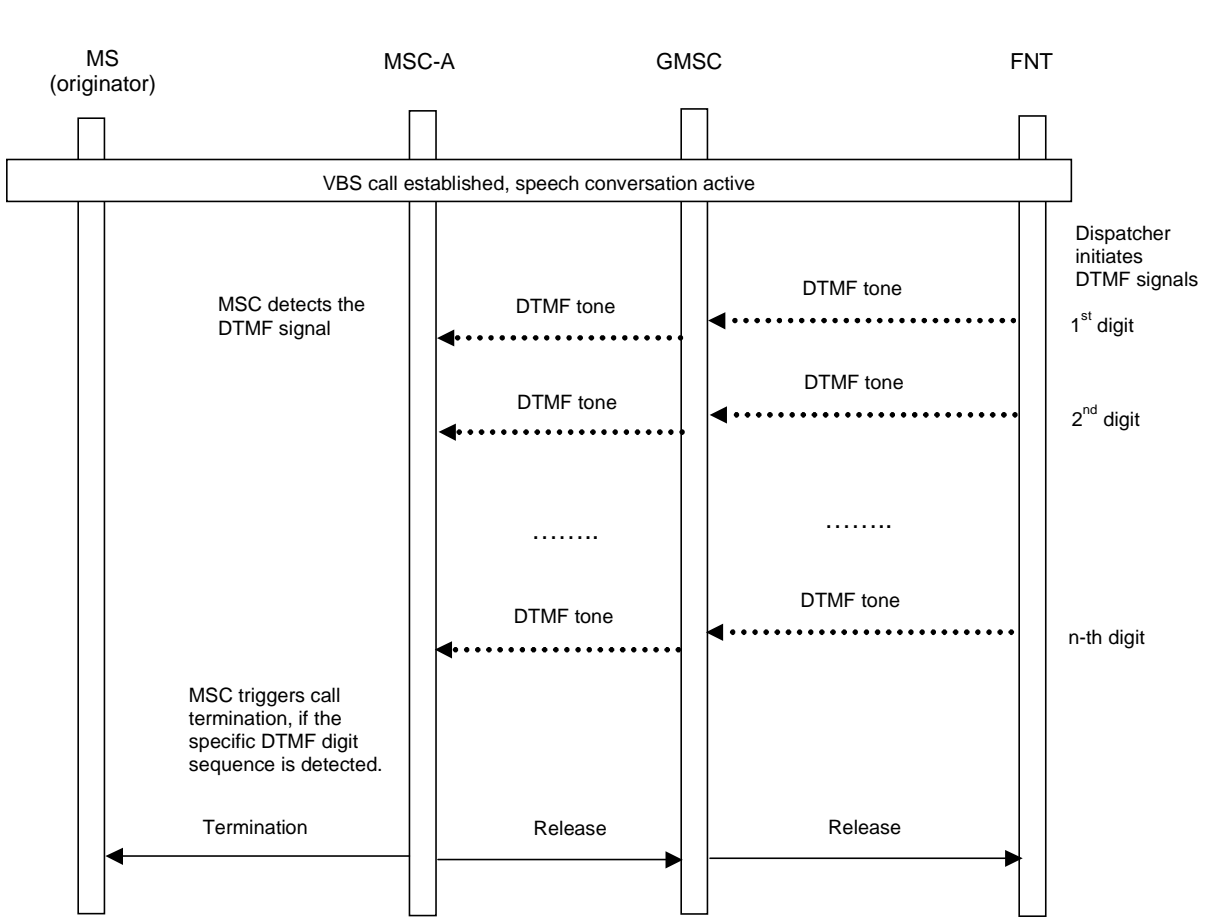 MS
(originator)
MSC-A
GMSC
FNT
VBS call established, speech conversation active
Dispatcher
initiates
DTMF signals
MSC detects the
DTMF signal
DTMF tone
DTMF tone
1st digit
DTMF tone
DTMF tone
2nd digit
........
........
DTMF tone
DTMF tone
n-th digit
MSC triggers call
termination, if the
specific DTMF digit
sequence is detected.
Termination
Release
Release